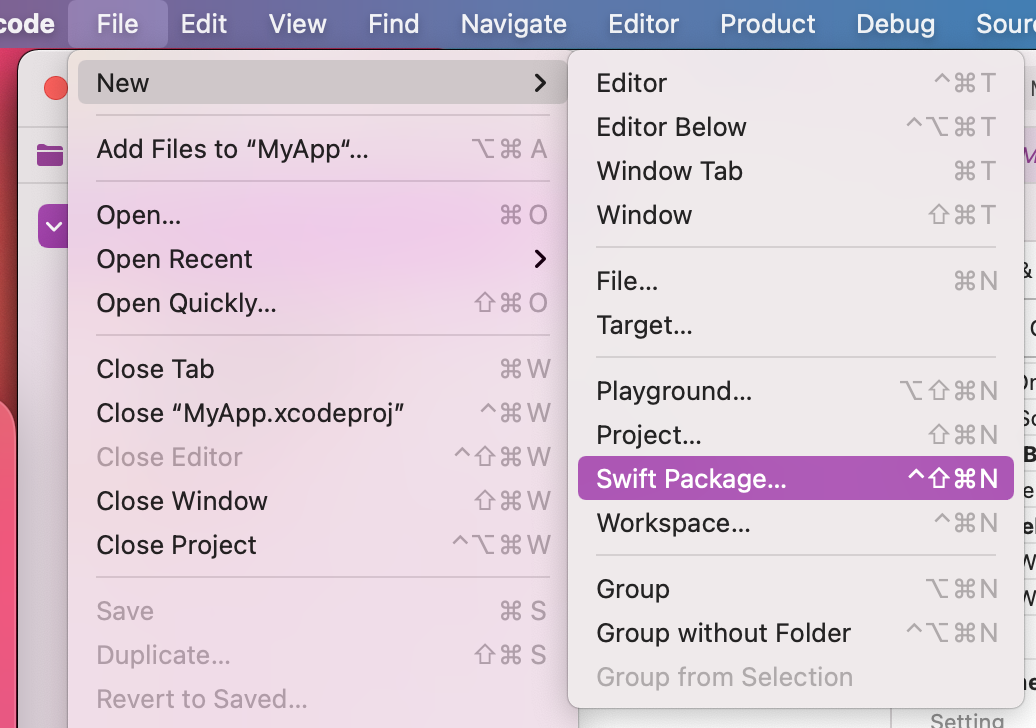 code File Edit View Find Navigate Editor Product Debug Sour
New
Add Files to “MyApp“... ⌥⌘ A
Open... ⌘ O
Open Recent
Open Quickly... ⇧⌘ O
Close Tab ⌘ W
Close “MyApp.xcodeproj” ^⌘ W
Close Editor ^⇧⌘ W
Close Window ⇧⌘ W
Close Project ^⌥⌘ W
Save ⌘ S
Duplicate... ⇧⌘ S
Revert to Saved...
Editor ^⌘ T
Editor Below ^⌥⌘ T
Window Tab ⌘ T
Window ⇧⌘ T
File... ⌘ N
Target...
Playground... ⌥⇧⌘ N
Project... ⇧⌘ N
Swift Package... ^⇧⌘ N
Workspace... ^⌘ N
Group ⌥⌘ N
Group without Folder ^⌥⌘ N
Group from Selection
Setting